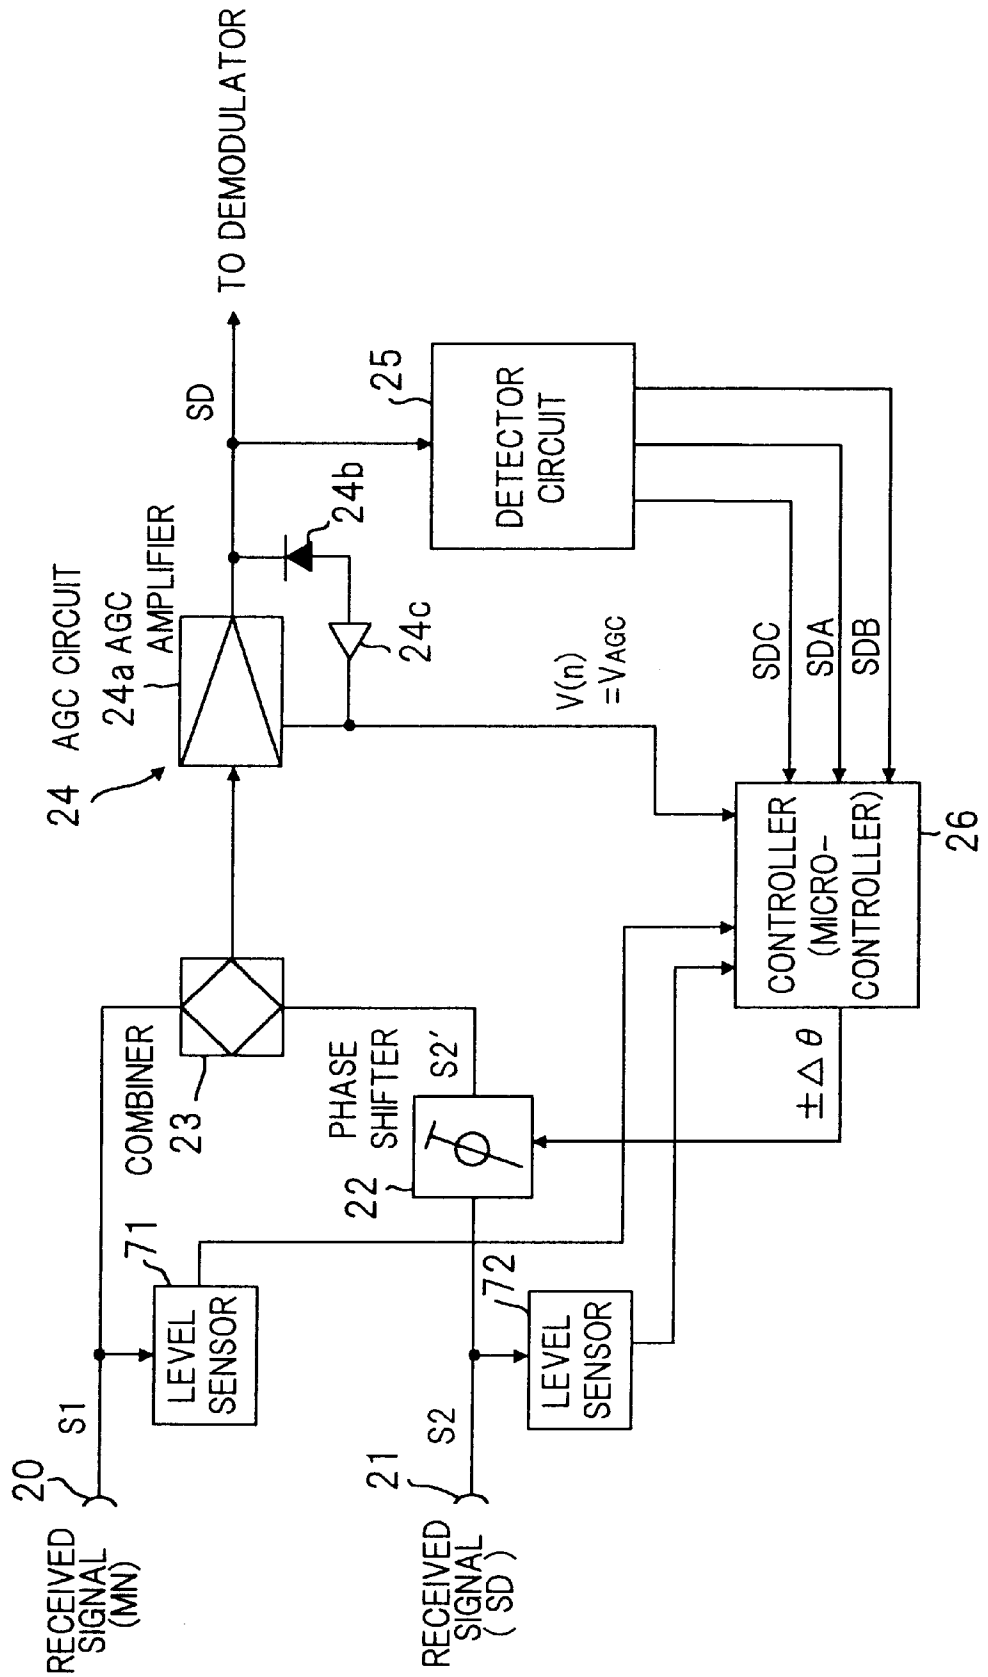 RECEIVED
SIGNAL
(MN)
20
S1
71
LEVEL
SENSOR
COMBINER
23
24
AGC CIRCUIT
24a AGC
AMPLIFIER
24b
24c
SD
TO DEMODULATOR
RECEIVED
SIGNAL
( SD )
21
S2
72
LEVEL
SENSOR
22
PHASE
SHIFTER
S2'
25
DETECTOR
CIRCUIT
V(n)
=VAGC
SDC
SDA
SDB
±Δθ
CONTROLLER
(MICRO-
CONTROLLER)
26